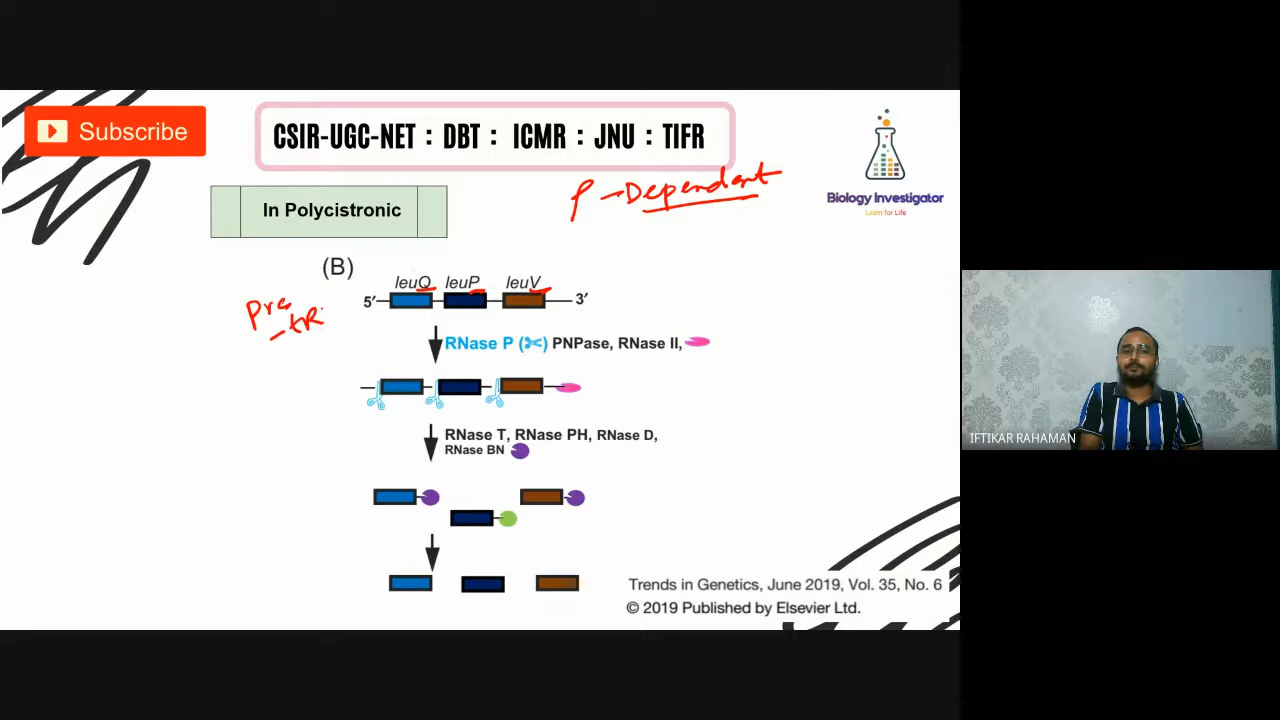 Subscribe
CSIR-UGC-NET : DBT : ICMR : JNU : TIFR
ρ-Dependant
Biology Investigator
Learn for Life
In Polycistronic
(B)
leuQ leuP leuV
5′ 3′
Pre
-tR
RNase P ( ) PNPase, RNase II,
RNase T, RNase PH, RNase D,
RNase BN
IFTIKAR RAHAMAN
Trends in Genetics, June 2019, Vol. 35, No. 6
© 2019 Published by Elsevier Ltd.